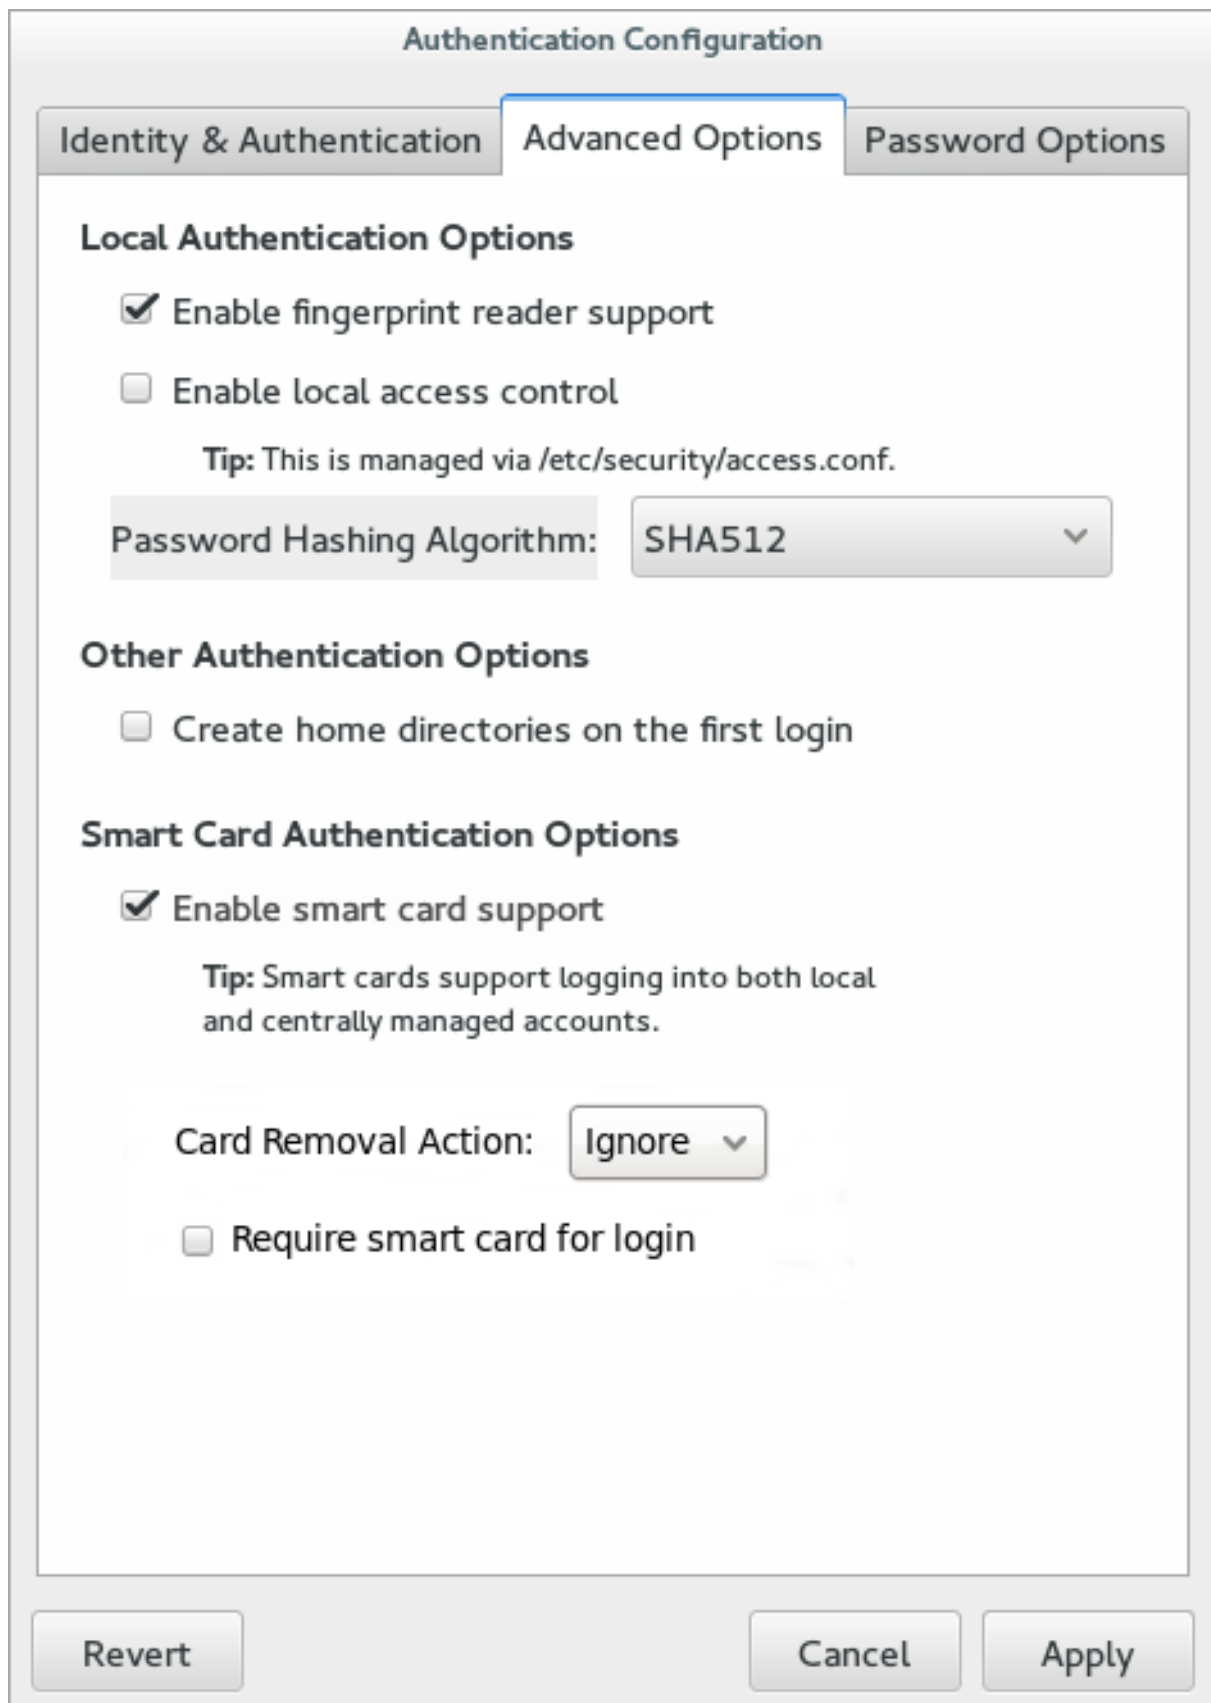 Authentication Configuration
Identity & Authentication
Advanced Options
Password Options
Local Authentication Options
Enable fingerprint reader support
Enable local access control
Tip: This is managed via /etc/security/access.conf.
Password Hashing Algorithm: SHA512
Other Authentication Options
Create home directories on the first login
Smart Card Authentication Options
Enable smart card support
Tip: Smart cards support logging into both local
and centrally managed accounts.
Card Removal Action: Ignore
Require smart card for login
Revert
Cancel
Apply